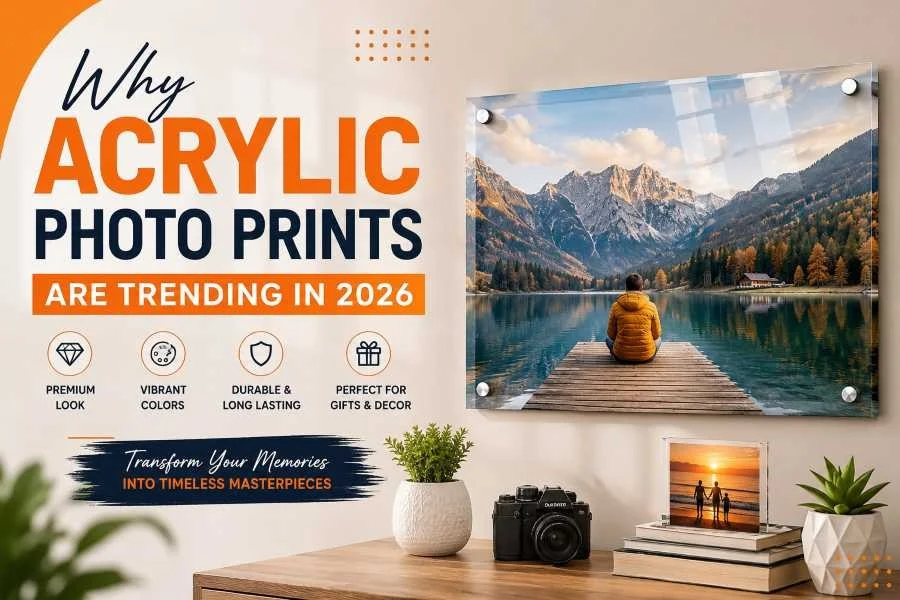 Why
ACRYLIC
PHOTO PRINTS
ARE TRENDING IN 2026
PREMIUM
LOOK
VIBRANT
COLORS
DURABLE &
LONG LASTING
PERFECT FOR
GIFTS & DECOR
Transform Your Memories
INTO TIMELESS MASTERPIECES